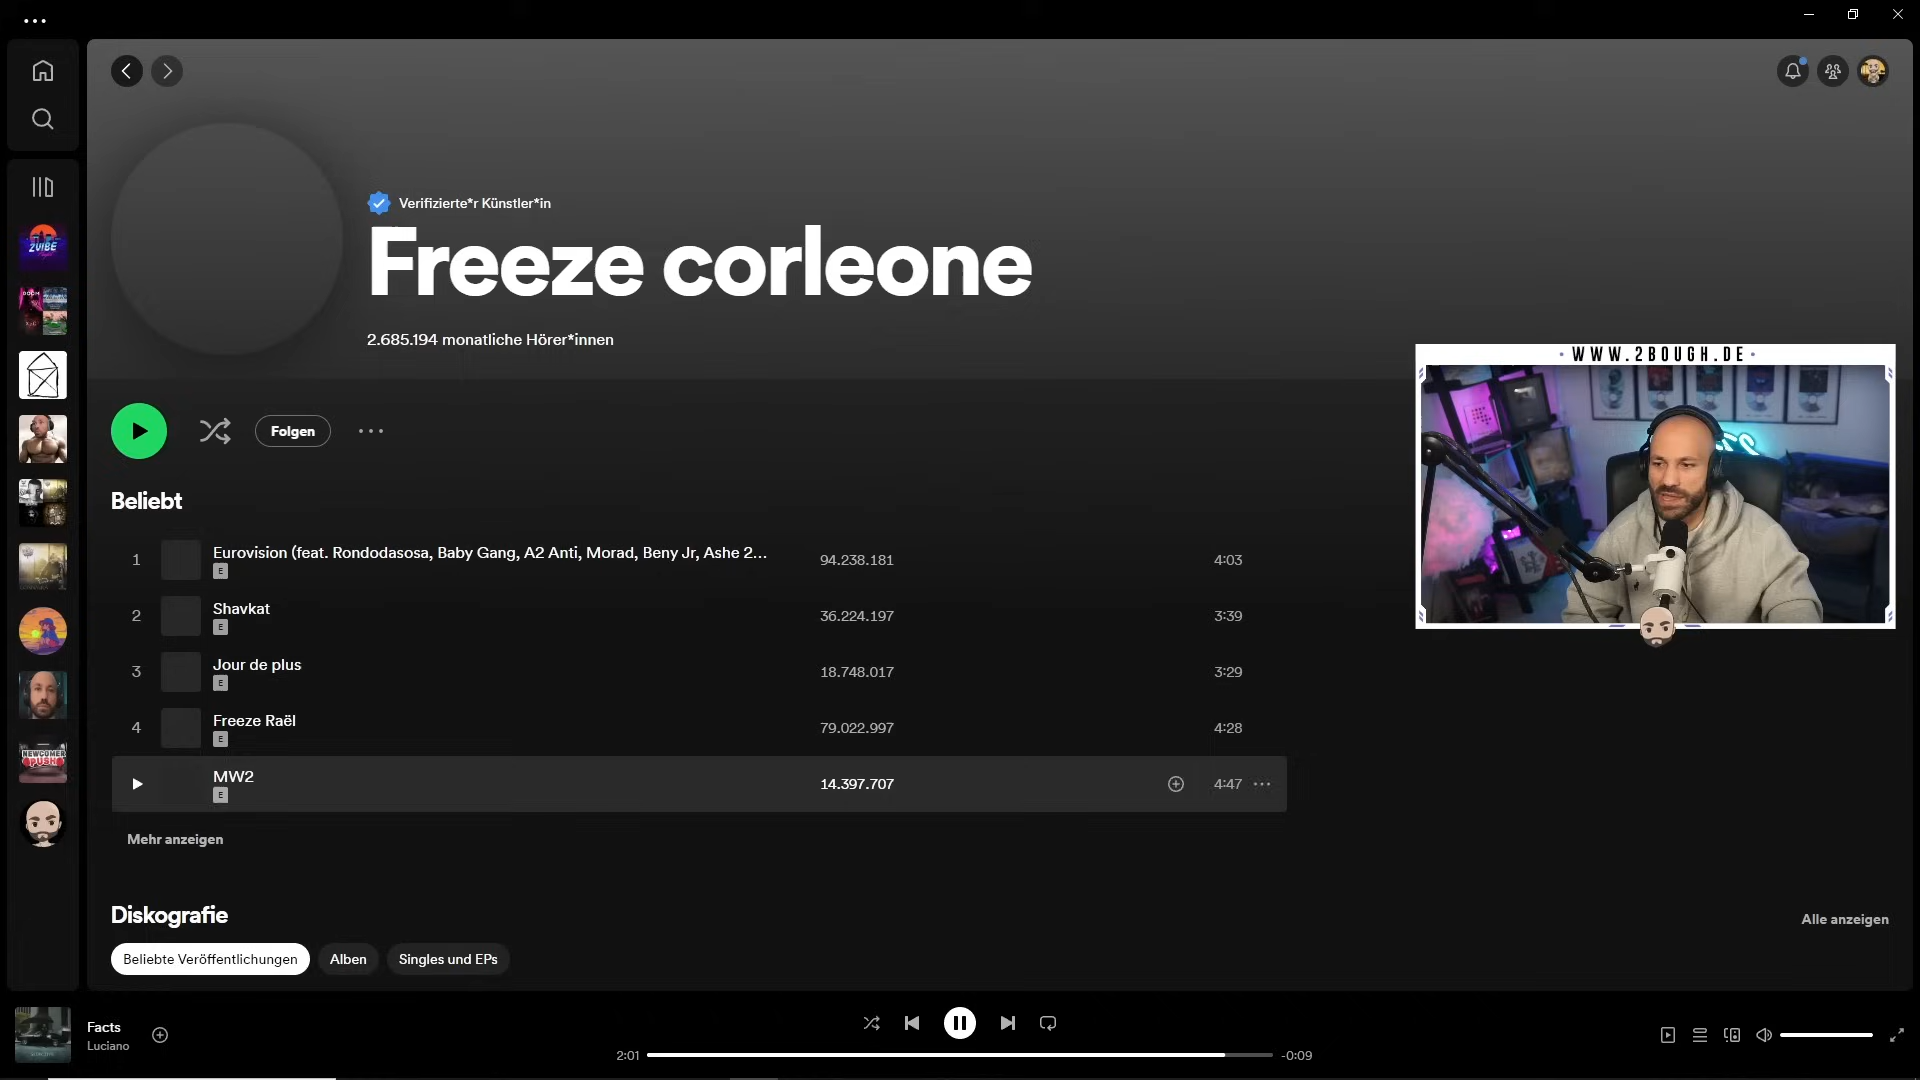 Verifizierte*r Künstler*in
Freeze corleone
2.685.194 monatliche Hörer*innen
WWW.2BOUGH.DE
Folgen
Beliebt
1 Eurovision (feat. Rondodasosa, Baby Gang, A2 Anti, Morad, Beny Jr, Ashe 2... 94.238.181 4:03
E
2 Shavkat 36.224.197 3:39
E
3 Jour de plus 18.748.017 3:29
E
4 Freeze Raël 79.022.997 4:28
E
MW2 14.397.707 4:47
E
Mehr anzeigen
Diskografie
Alle anzeigen
Beliebte Veröffentlichungen Alben Singles und EPs
2VIBE
NEWCOMER
PUSH
Facts
Luciano
2:01 -0:09